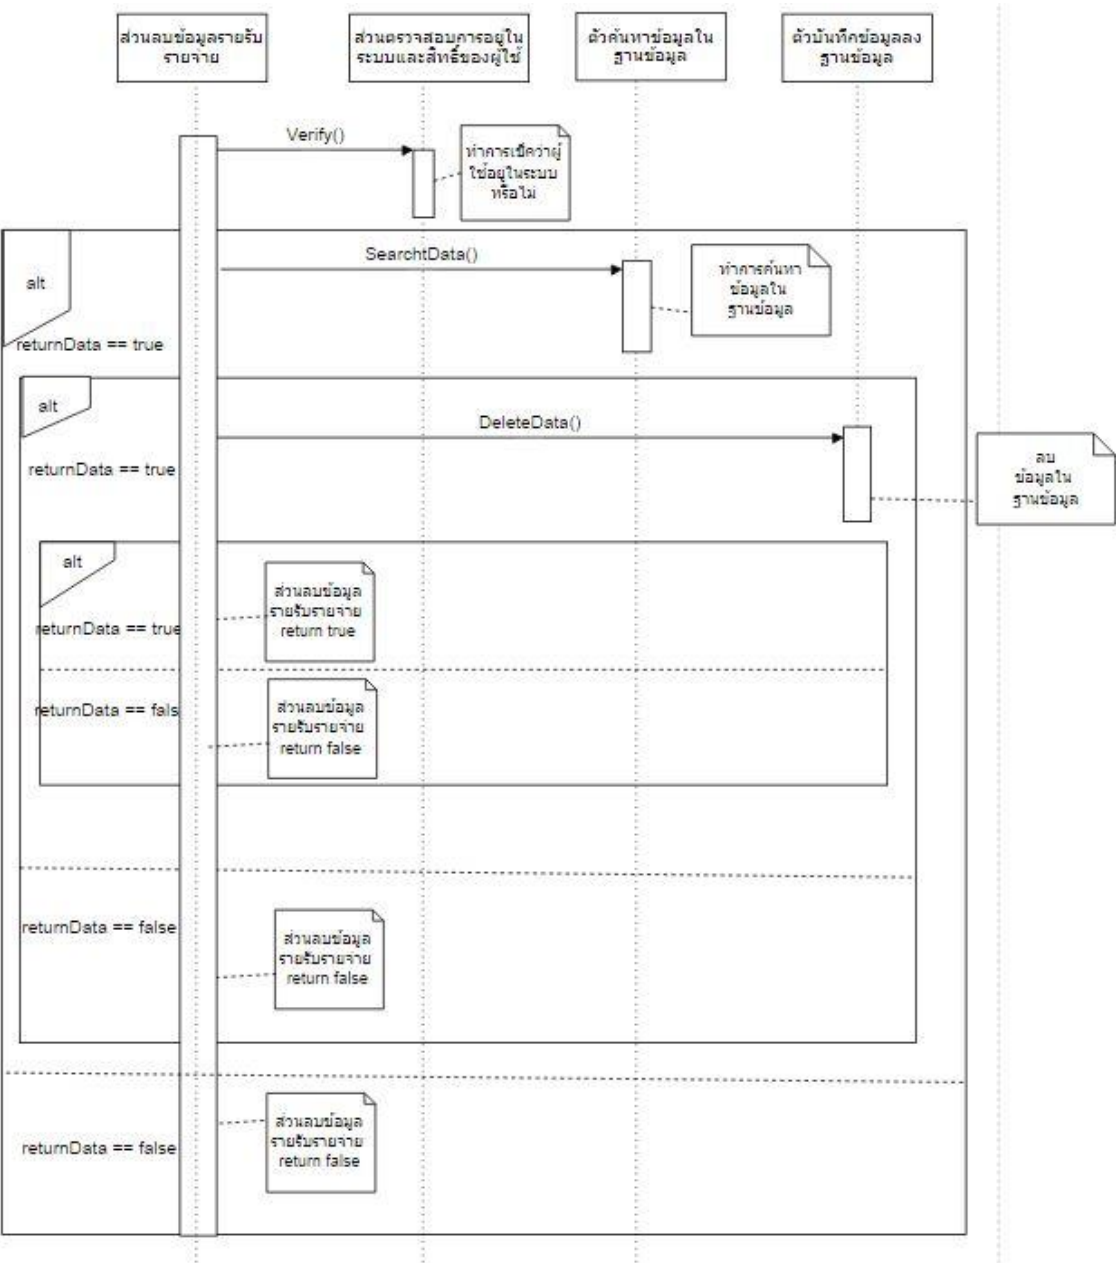 ส่วนลบข้อมูลรายรับ
รายจ่าย
ส่วนตรวจสอบการอยู่ใน
ระบบและสิทธิ์ของผู้ใช้
ตัวค้นหาข้อมูลใน
ฐานข้อมูล
ตัวบันทึกข้อมูลลง
ฐานข้อมูล
Verify()
ทำการเช็คว่าผู้
ใช้อยู่ในระบบ
หรือไม่
alt
SearchtData()
ทำการค้นหา
ข้อมูลใน
ฐานข้อมูล
returnData == true
alt
DeleteData()
returnData == true
ลบ
ข้อมูลใน
ฐานข้อมูล
alt
ส่วนลบข้อมูล
รายรับรายจ่าย
return true
returnData == true
returnData == fals
ส่วนลบข้อมูล
รายรับรายจ่าย
return false
returnData == false
ส่วนลบข้อมูล
รายรับรายจ่าย
return false
returnData == false
ส่วนลบข้อมูล
รายรับรายจ่าย
return false